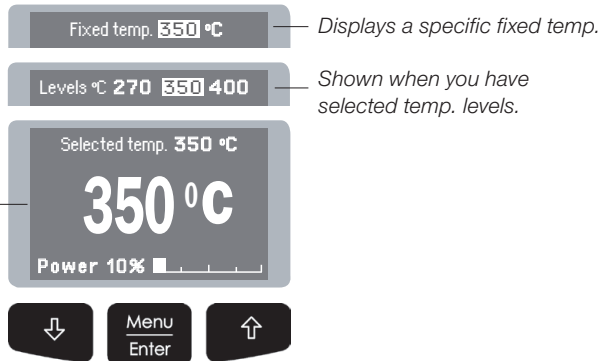 Fixed temp. 350 °C
Displays a specific fixed temp.
Levels °C 270 350 400
Shown when you have
selected temp. levels.
Selected temp. 350 °C
350 °C
Power 10%
Menu
Enter